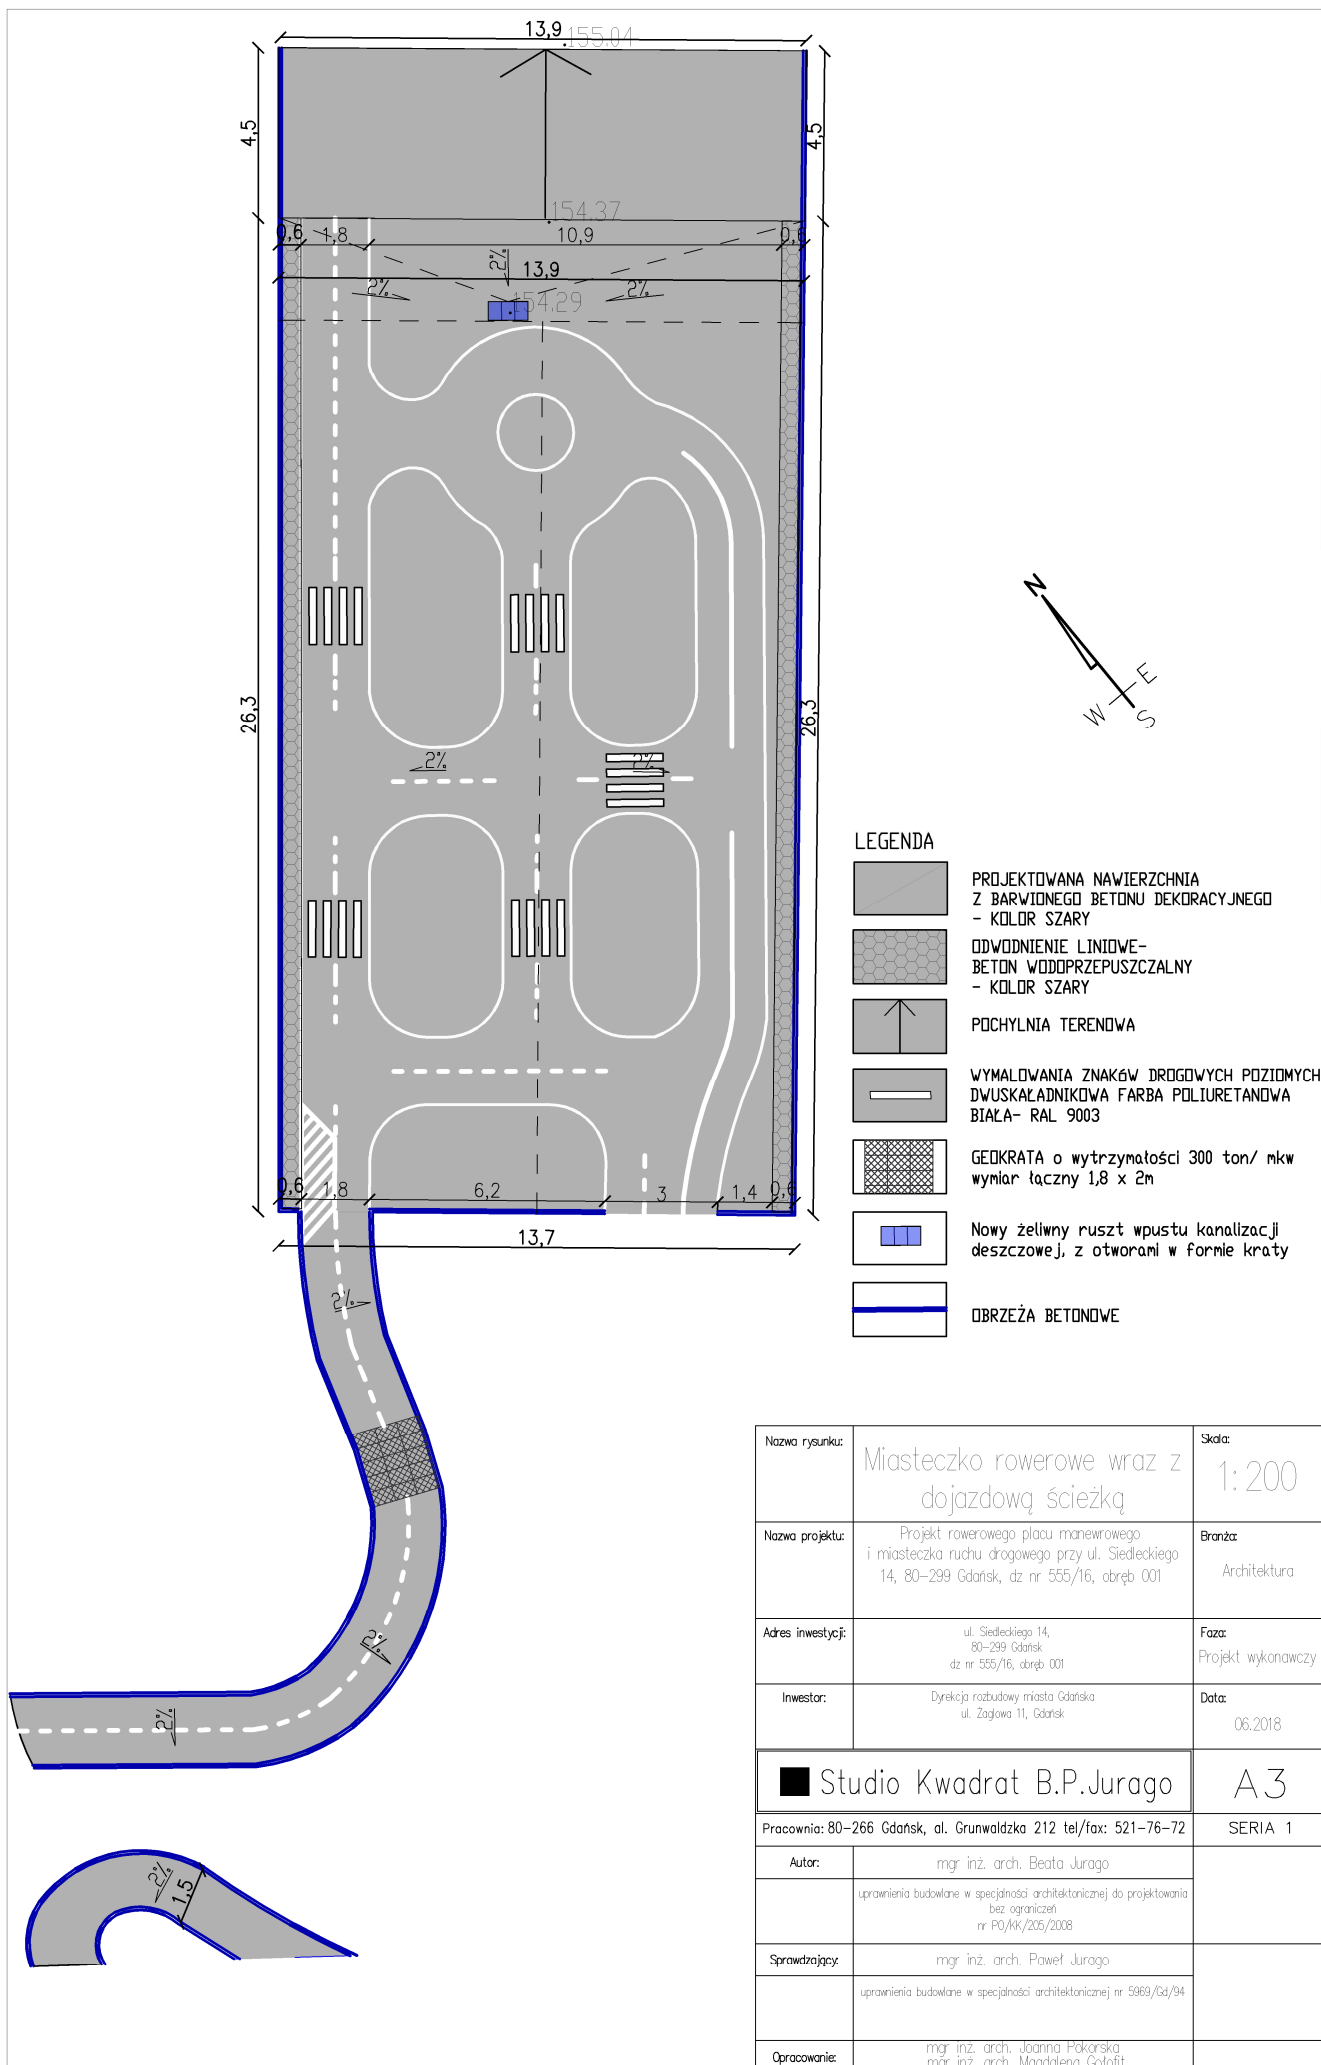 13,9
155.04
4,5
4,5
154.37
0,6
1,8
10,9
0,6
2%
13,9
2%
2%
154.29
26,3
26,3
N
E
W
S
2%
2%
LEGENDA
PROJEKTOWANA NAWIERZCHNIA
Z BARWIONEGO BETONU DEKORACYJNEGO
- KOLOR SZARY
ODWODNIENIE LINIOWE-
BETON WODOPRZEPUSZCZALNY
- KOLOR SZARY
POCHYLNIA TERENOWA
WYMALOWANIA ZNAKÓW DROGOWYCH POZIOMYCH
DWUSKAŁADNIKOWA FARBA POLIURETANOWA
BIAŁA- RAL 9003
GEOKRATA o wytrzymałości 300 ton/ mkw
wymiar łączny 1,8 x 2m
Nowy żeliwny ruszt wpustu kanalizacji
deszczowej, z otworami w formie kraty
OBRZEŻA BETONOWE
0,6
1,8
6,2
3
1,4
0,6
13,7
2%
2%
2%
2%
1,5
Nazwa rysunku:
Miasteczko rowerowe wraz z
dojazdową ścieżką
Skala:
1:200
Nazwa projektu:
Projekt rowerowego placu manewrowego
i miasteczka ruchu drogowego przy ul. Siedleckiego
14, 80-299 Gdańsk, dz nr 555/16, obręb 001
Branża:
Architektura
Adres inwestycji:
ul. Siedleckiego 14,
80-299 Gdańsk
dz nr 555/16, obręb 001
Faza:
Projekt wykonawczy
Inwestor:
Dyrekcja rozbudowy miasta Gdańska
ul. Żaglowa 11, Gdańsk
Data:
06.2018
Studio Kwadrat B.P.Jurago
A3
Pracownia: 80-266 Gdańsk, al. Grunwaldzka 212 tel/fax: 521-76-72
SERIA 1
Autor:
mgr inż. arch. Beata Jurago
uprawnienia budowlane w specjalności architektonicznej do projektowania
bez ograniczeń
nr PO/KK/205/2008
Sprawdzający:
mgr inż. arch. Paweł Jurago
uprawnienia budowlane w specjalności architektonicznej nr 5969/Gd/94
Opracowanie:
mgr inż. arch. Joanna Pokorska
mgr inż. arch. Magdalena Gołofit